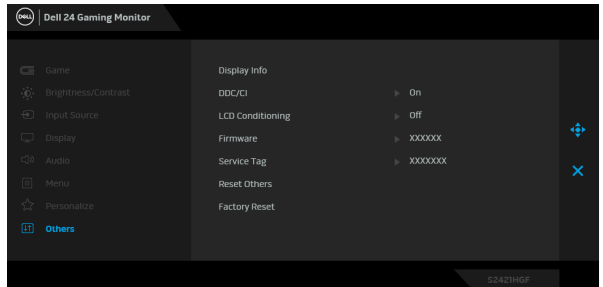 DELL Dell 24 Gaming Monitor
Game
Brightness/Contrast
Input Source
Display
Audio
Menu
Personalize
Others
Display Info
DDC/CI On
LCD Conditioning Off
Firmware XXXXXX
Service Tag XXXXXXX
Reset Others
Factory Reset
S2421HGF